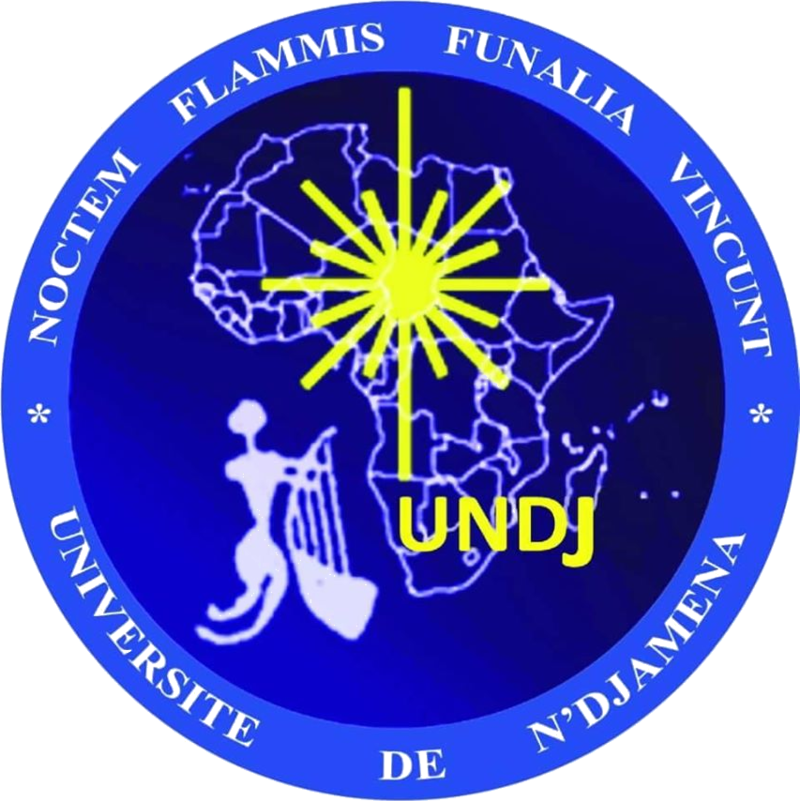 NOCTEM FLAMMIS FUNALIA VINCUNT
UNDJ
* UNIVERSITE DE N'DJAMENA *